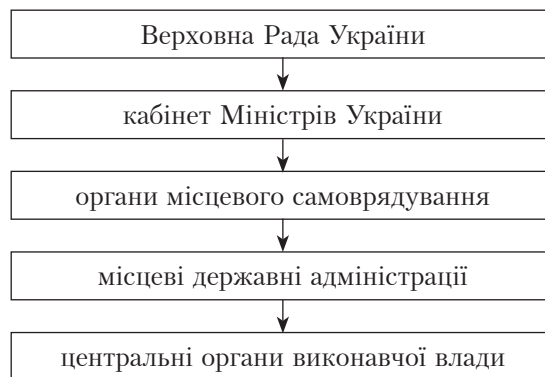 Верховна Рада України
кабінет Міністрів України
органи місцевого самоврядування
місцеві державні адміністрації
центральні органи виконавчої влади